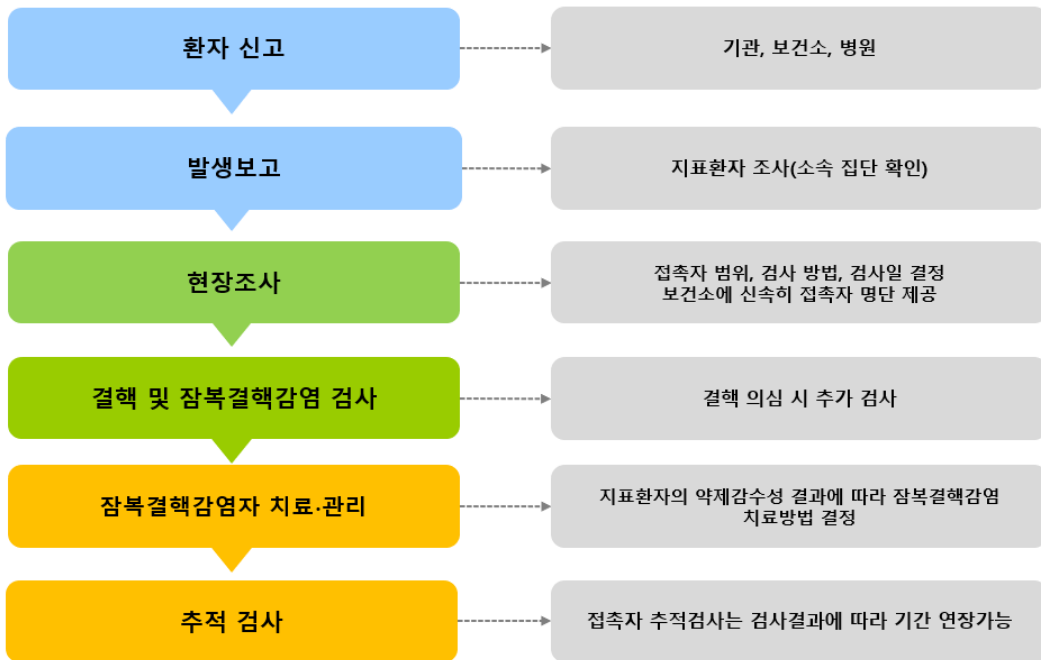 환자 신고
기관, 보건소, 병원
발생보고
지표환자 조사(소속 집단 확인)
현장조사
접촉자 범위, 검사 방법, 검사일 결정
보건소에 신속히 접촉자 명단 제공
결핵 및 잠복결핵감염 검사
결핵 의심 시 추가 검사
잠복결핵감염자 치료·관리
지표환자의 약제감수성 결과에 따라 잠복결핵감염
치료방법 결정
추적 검사
접촉자 추적검사는 검사결과에 따라 기간 연장가능